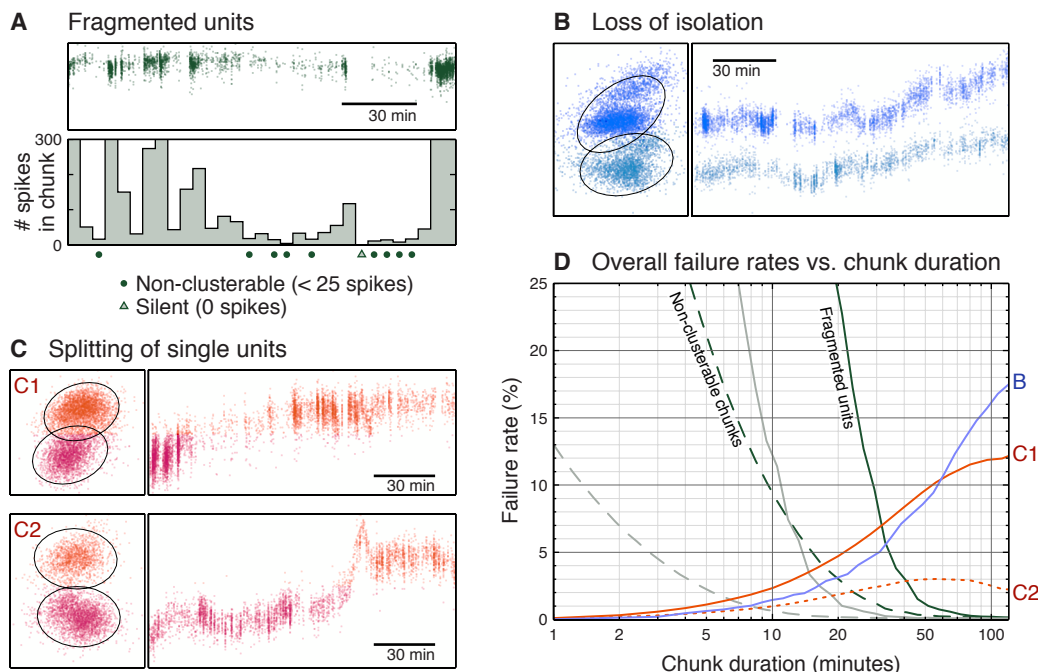 A Fragmented units
30 min
300
0
# spikes
in chunk
Non-clusterable (< 25 spikes)
Silent (0 spikes)
B Loss of isolation
30 min
C Splitting of single units
C1
30 min
C2
30 min
D Overall failure rates vs. chunk duration
25
20
15
10
5
0
Failure rate (%)
Non-clusterable
chunks
Fragmented
units
B
C1
C2
1 2 5 10 20 50 100
Chunk duration (minutes)